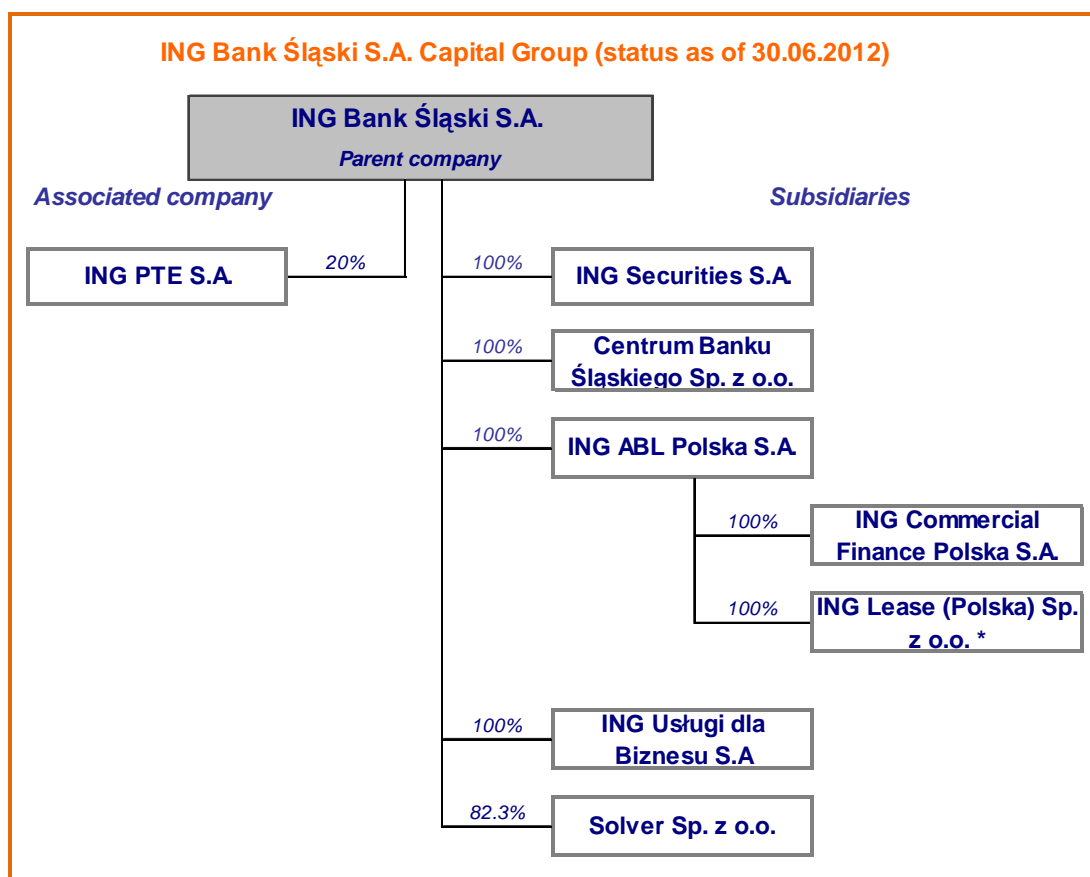 ING Bank Śląski S.A. Capital Group (status as of 30.06.2012)
ING Bank Śląski S.A.
Parent company
Associated company
Subsidiaries
ING PTE S.A.
20%
100%
ING Securities S.A.
100%
Centrum Banku
Śląskiego Sp. z o.o.
100%
ING ABL Polska S.A.
100%
ING Commercial
Finance Polska S.A.
100%
ING Lease (Polska) Sp.
z o.o. *
100%
ING Usługi dla
Biznesu S.A
82.3%
Solver Sp. z o.o.